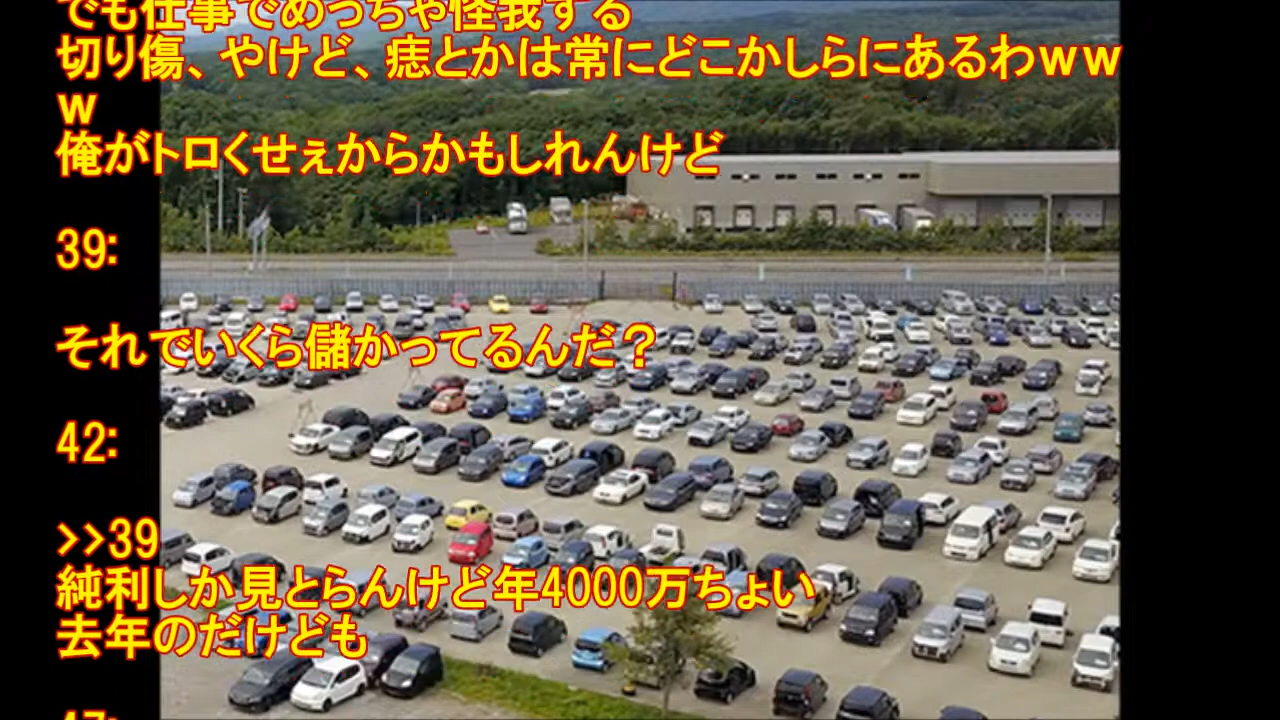 でも仕事でめっちゃ怪我する
切り傷、やけど、痣とかは常にどこかしらにあるわｗｗ
ｗ
俺がトロくせぇからかもしれんけど
39:
それでいくら儲かってるんだ？
42:
>>39
純利しか見とらんけど年4000万ちょい
去年のだけども
47: